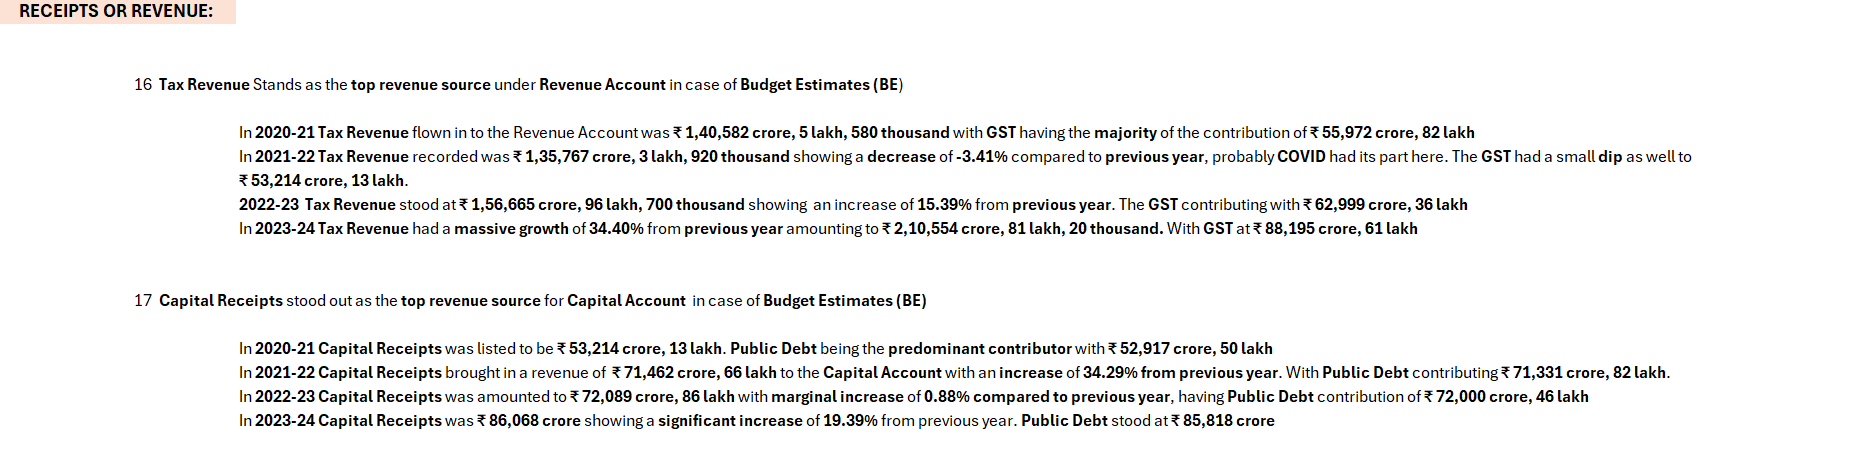 RECEIPTS OR REVENUE:
16 Tax Revenue Stands as the top revenue source under Revenue Account in case of Budget Estimates (BE)
In 2020-21 Tax Revenue flown in to the Revenue Account was ₹ 1,40,582 crore, 5 lakh, 580 thousand with GST having the majority of the contribution of ₹ 55,972 crore, 82 lakh
In 2021-22 Tax Revenue recorded was ₹ 1,35,767 crore, 3 lakh, 920 thousand showing a decrease of -3.41% compared to previous year, probably COVID had its part here. The GST had a small dip as well to
₹ 53,214 crore, 13 lakh.
2022-23 Tax Revenue stood at ₹ 1,56,665 crore, 96 lakh, 700 thousand showing an increase of 15.39% from previous year. The GST contributing with ₹ 62,999 crore, 36 lakh
In 2023-24 Tax Revenue had a massive growth of 34.40% from previous year amounting to ₹ 2,10,554 crore, 81 lakh, 20 thousand. With GST at ₹ 88,195 crore, 61 lakh
17 Capital Receipts stood out as the top revenue source for Capital Account in case of Budget Estimates (BE)
In 2020-21 Capital Receipts was listed to be ₹ 53,214 crore, 13 lakh. Public Debt being the predominant contributor with ₹ 52,917 crore, 50 lakh
In 2021-22 Capital Receipts brought in a revenue of ₹ 71,462 crore, 66 lakh to the Capital Account with an increase of 34.29% from previous year. With Public Debt contributing ₹ 71,331 crore, 82 lakh.
In 2022-23 Capital Receipts was amounted to ₹ 72,089 crore, 86 lakh with marginal increase of 0.88% compared to previous year, having Public Debt contribution of ₹ 72,000 crore, 46 lakh
In 2023-24 Capital Receipts was ₹ 86,068 crore showing a significant increase of 19.39% from previous year. Public Debt stood at ₹ 85,818 crore